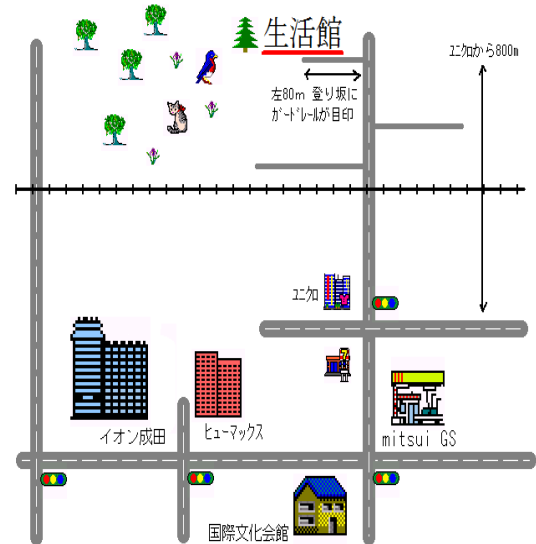 生活館
ユニクロから800m
左80m 登り坂に
ガードレールが目印
ユニクロ
イオン成田
ヒューマックス
mitsui GS
国際文化会館